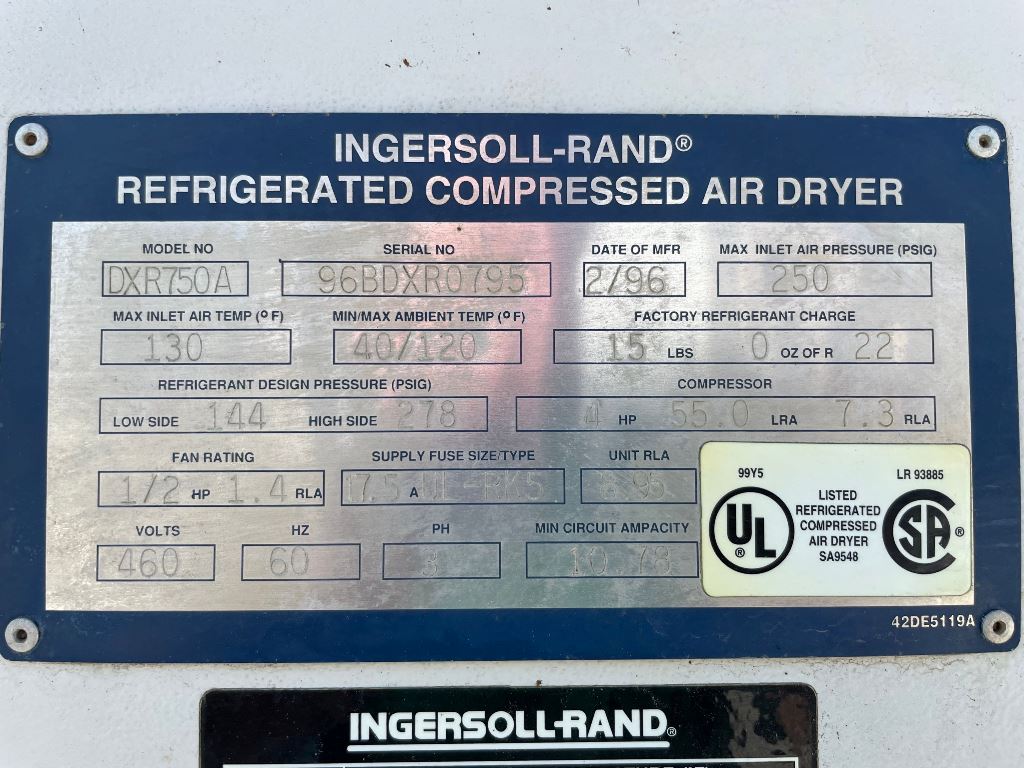 INGERSOLL-RAND®
REFRIGERATED COMPRESSED AIR DRYER
MODEL NO SERIAL NO DATE OF MFR MAX INLET AIR PRESSURE (PSIG)
DXR750A 96BDXR0795 2/96 250
MAX INLET AIR TEMP (°F) MIN/MAX AMBIENT TEMP (°F) FACTORY REFRIGERANT CHARGE
130 40/120 15 LBS 0 OZ OF R 22
REFRIGERANT DESIGN PRESSURE (PSIG) COMPRESSOR
LOW SIDE 144 HIGH SIDE 278 4 HP 55.0 LRA 7.3 RLA
FAN RATING SUPPLY FUSE SIZE/TYPE UNIT RLA
1/2 HP 1.4 RLA 17.5 A UL-RK5 8.95
VOLTS HZ PH MIN CIRCUIT AMPACITY
460 60 3 10.78
99Y5 LR 93885
UL® LISTED
REFRIGERATED
COMPRESSED
AIR DRYER
SA9548
SA®
42DE5119A
INGERSOLL-RAND®